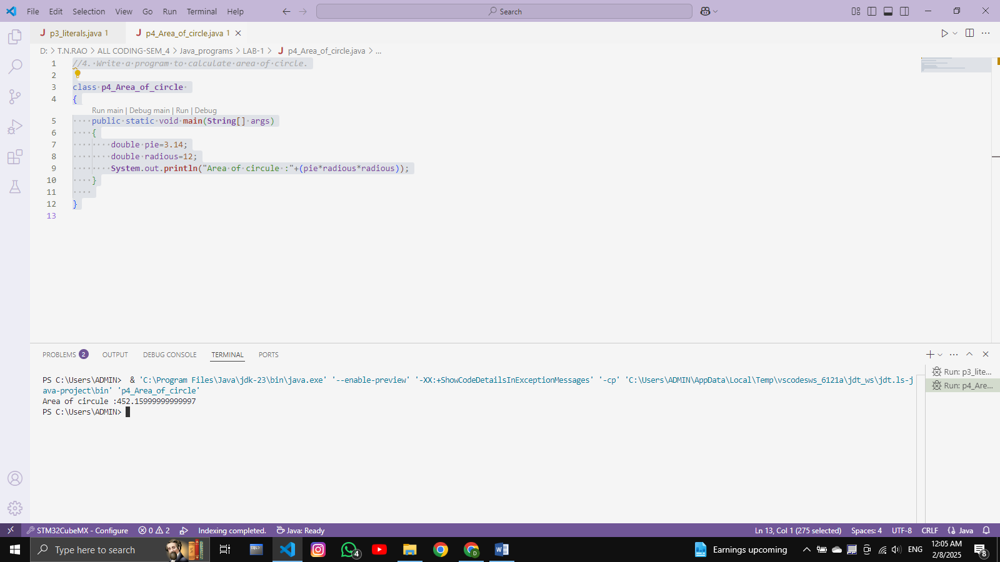 File Edit Selection View Go Run Terminal Help
Search
p3_literals.java 1
p4_Area_of_circle.java 1
D: > T.N.RAO > ALL CODING-SEM_4 > Java_programs > LAB-1 > J p4_Area_of_circle.java > ...
1 //4. Write a program to calculate area of circle.
2
3 class p4_Area_of_circle
4 {
Run main | Debug main | Run | Debug
5 public static void main(String[] args)
6 {
7 double pie=3.14;
8 double radious=12;
9 System.out.println("Area of circule :"+(pie*radious*radious));
10 }
11
12 }
13
PROBLEMS 2 OUTPUT DEBUG CONSOLE TERMINAL PORTS
PS C:\Users\ADMIN> & 'C:\Program Files\Java\jdk-23\bin\java.exe' '--enable-preview' '-XX:+ShowCodeDetailsInExceptionMessages' '-cp' 'C:\Users\ADMIN\AppData\Local\Temp\vscodesws_6121a\jdt_ws\jdt.ls-j
ava-project\bin' 'p4_Area_of_circle'
Area of circule :452.15999999999997
PS C:\Users\ADMIN>
Run: p3_lite...
Run: p4_Are...
STM32CubeMX - Configure 0 2 Indexing completed. Java: Ready Ln 13, Col 1 (275 selected) Spaces: 4 UTF-8 CRLF {} Java
Type here to search
SQL>
4
D
Earnings upcoming
ENG
12:05 AM
2/8/2025
8